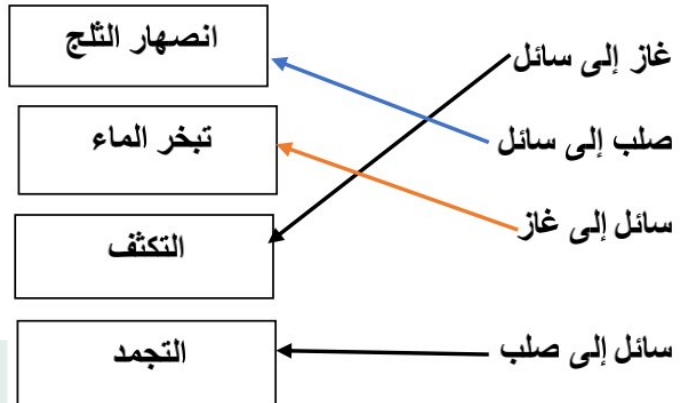 غاز إلى سائل
صلب إلى سائل
سائل إلى غاز
سائل إلى صلب
انصهار الثلج
تبخر الماء
التكثف
التجمد